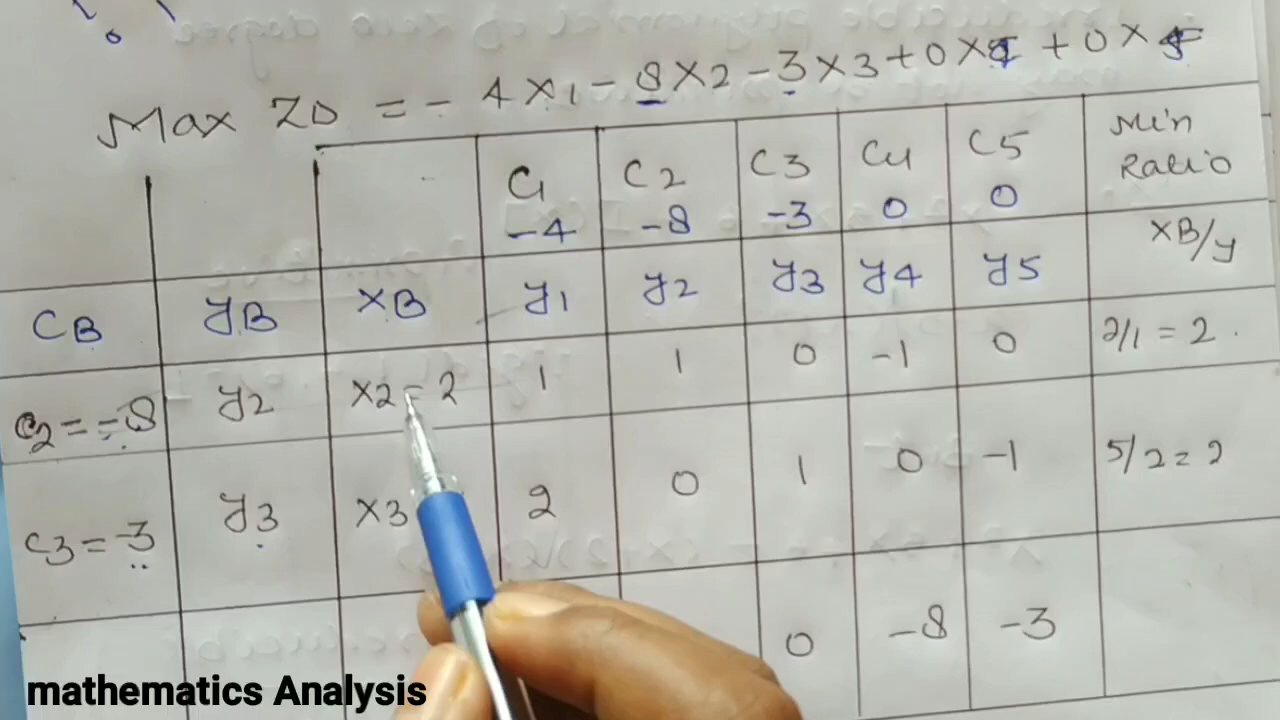 Max ZD = - 4x1 - 8x2 - 3x3 + 0x4 + 0x5
C1 C2 C3 C4 C5 Min Ratio
-4 -8 -3 0 0 XB/y
CB yB XB y1 y2 y3 y4 y5
C2 = -8 y2 x2 = 2 1 1 0 -1 0 2/1 = 2
C3 = -3 y3 x3 2 0 1 0 -1 5/2 = 2
0 -8 -3
mathematics Analysis